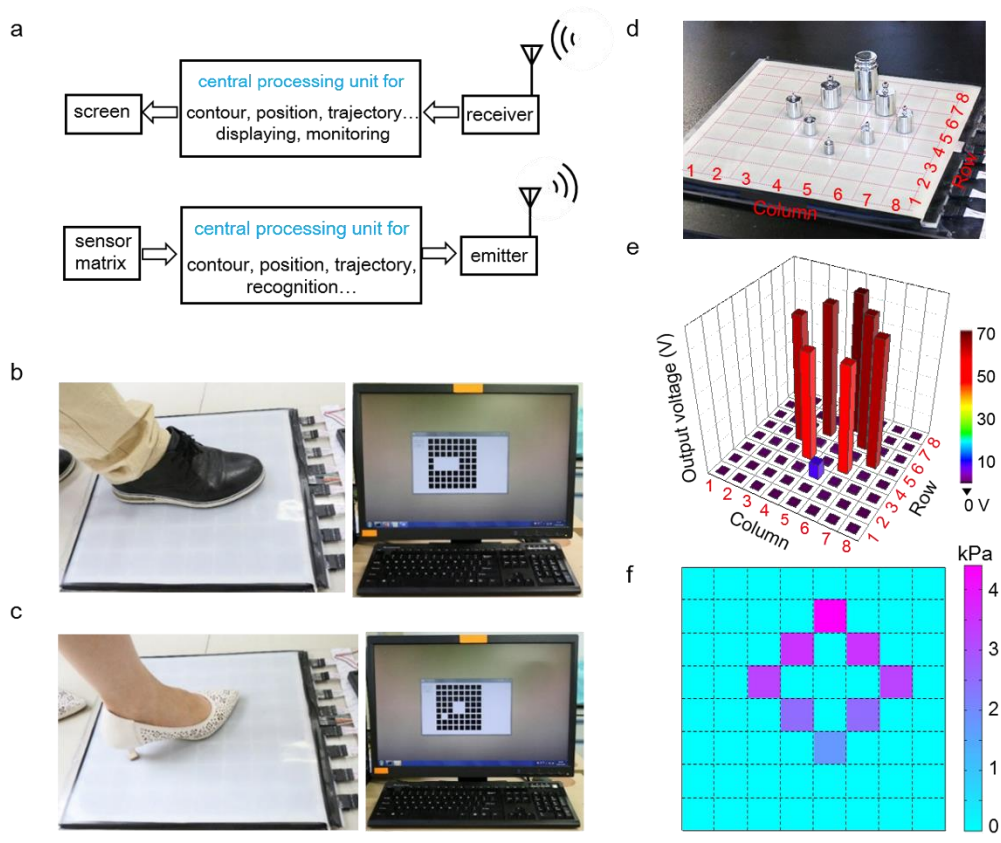 a
central processing unit for
screen
contour, position, trajectory…
displaying, monitoring
receiver
sensor
matrix
central processing unit for
contour, position, trajectory,
recognition…
emitter
b
c
d
1 2 3 4 5 6 7 8
Column
1 2 3 4 5 6 7 8
Row
e
Output voltage (V)
1 2 3 4 5 6 7 8
Column
1 2 3 4 5 6 7 8
Row
70
50
30
10
0 V
f
kPa
4
3
2
1
0